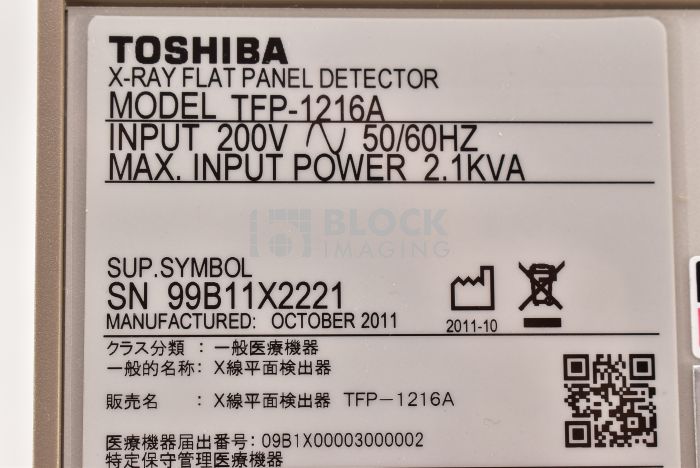 TOSHIBA
X-RAY FLAT PANEL DETECTOR
MODEL TFP-1216A
INPUT 200V 50/60HZ
MAX. INPUT POWER 2.1KVA
BLOCK
IMAGING
SUP.SYMBOL
SN 99B11X2221
MANUFACTURED: OCTOBER 2011
2011-10
クラス分類 : 一般医療機器
一般的名称: X線平面検出器
販売名 : X線平面検出器 TFP-1216A
医療機器届出番号: 09B1X00003000002
特定保守管理医療機器